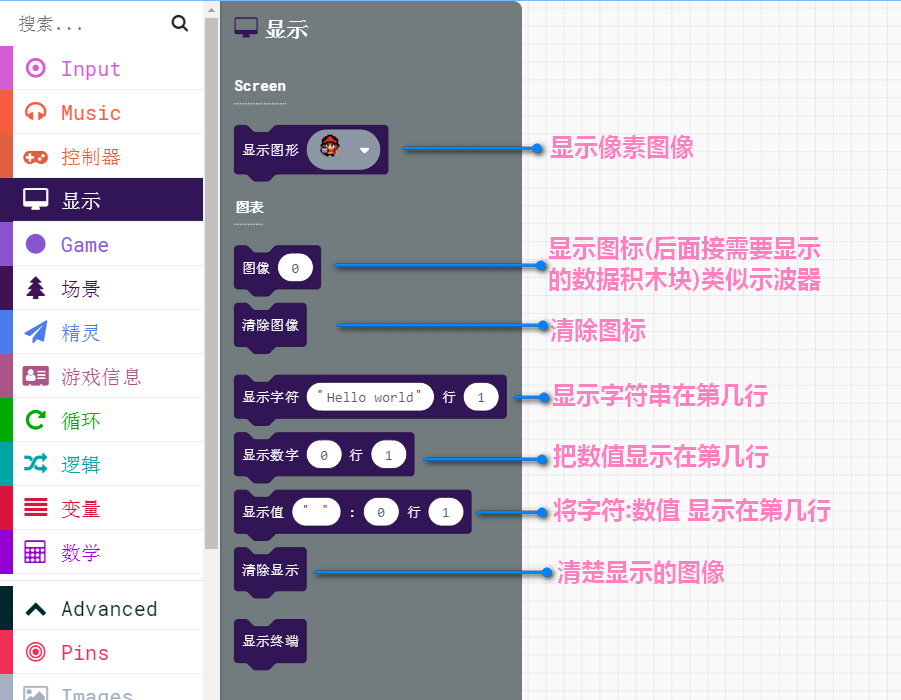 搜索...
Input
Music
控制器
显示
Game
场景
精灵
游戏信息
循环
逻辑
变量
数学
Advanced
Pins
Images
显示
Screen
显示图形
显示像素图像
图表
图像 0
显示图标(后面接需要显示
的数据积木块)类似示波器
清除图像
清除图标
显示字符 "Hello world" 行 1
显示字符串在第几行
显示数字 0 行 1
把数值显示在第几行
显示值 " " : 0 行 1
将字符:数值 显示在第几行
清除显示
清楚显示的图像
显示终端